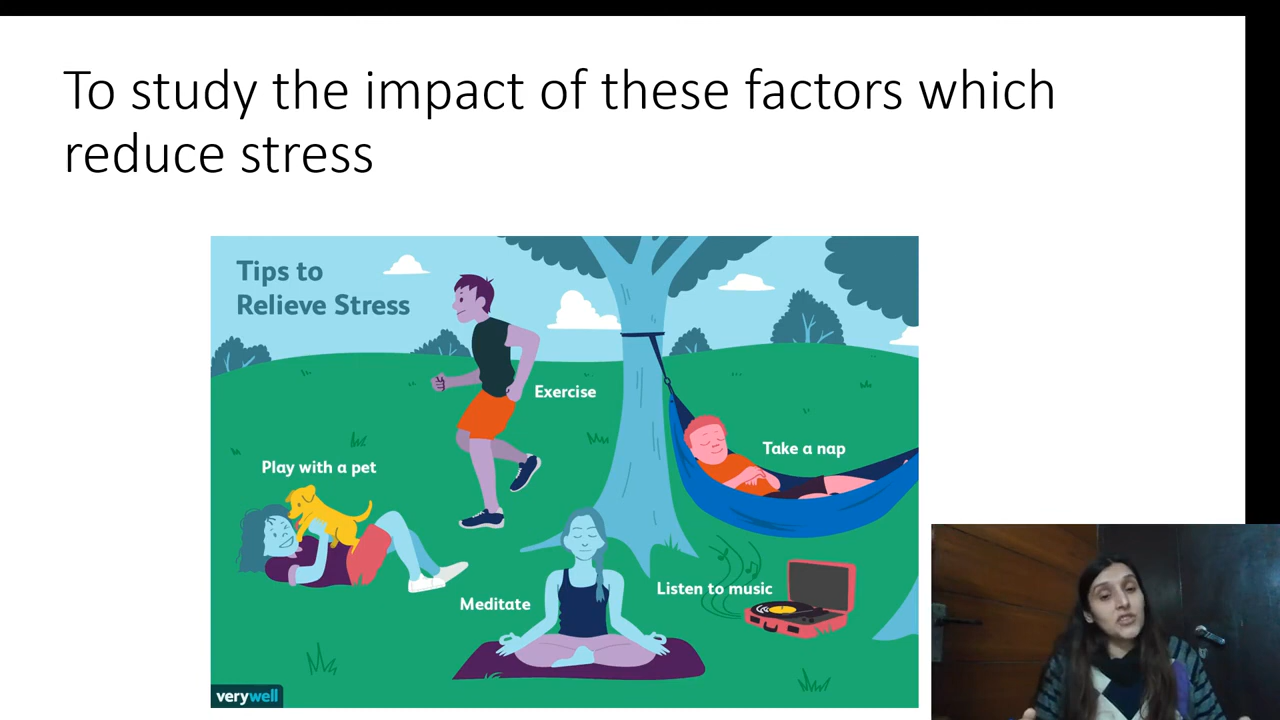 To study the impact of these factors which
reduce stress
Tips to
Relieve Stress
Exercise
Take a nap
Play with a pet
Listen to music
Meditate
verywell